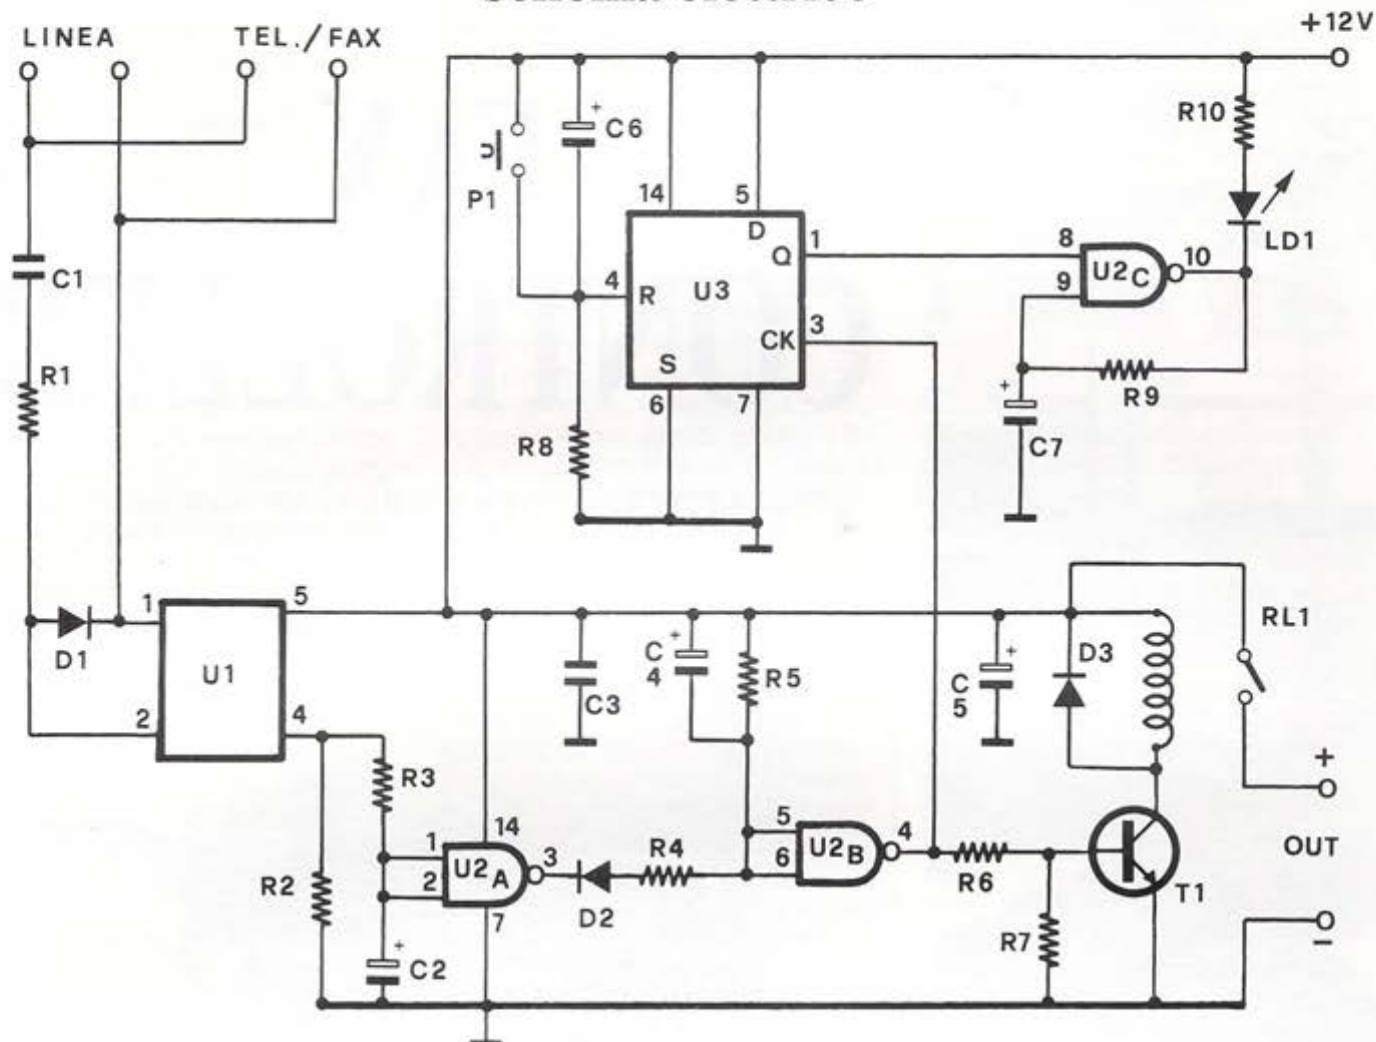 LINEA
TEL./FAX
+12V
R10
C6
P1
14
5
D
Q
1
8
U2C
10
LD1
9
C1
4
R
U3
CK
3
S
R1
6
7
R9
R8
C7
1
5
RL1
D1
U1
C4
R5
C3
C5
D3
2
4
R3
+
14
5
R2
1
U2A
3
R4
6
U2B
4
OUT
2
D2
R6
T1
7
R7
-
C2